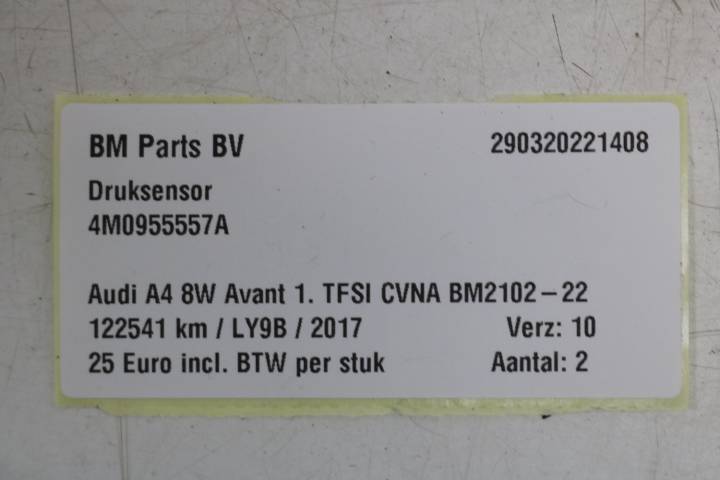 BM Parts BV 290320221408
Druksensor
4M0955557A
Audi A4 8W Avant 1. TFSI CVNA BM2102-22
122541 km / LY9B / 2017 Verz: 10
25 Euro incl. BTW per stuk Aantal: 2